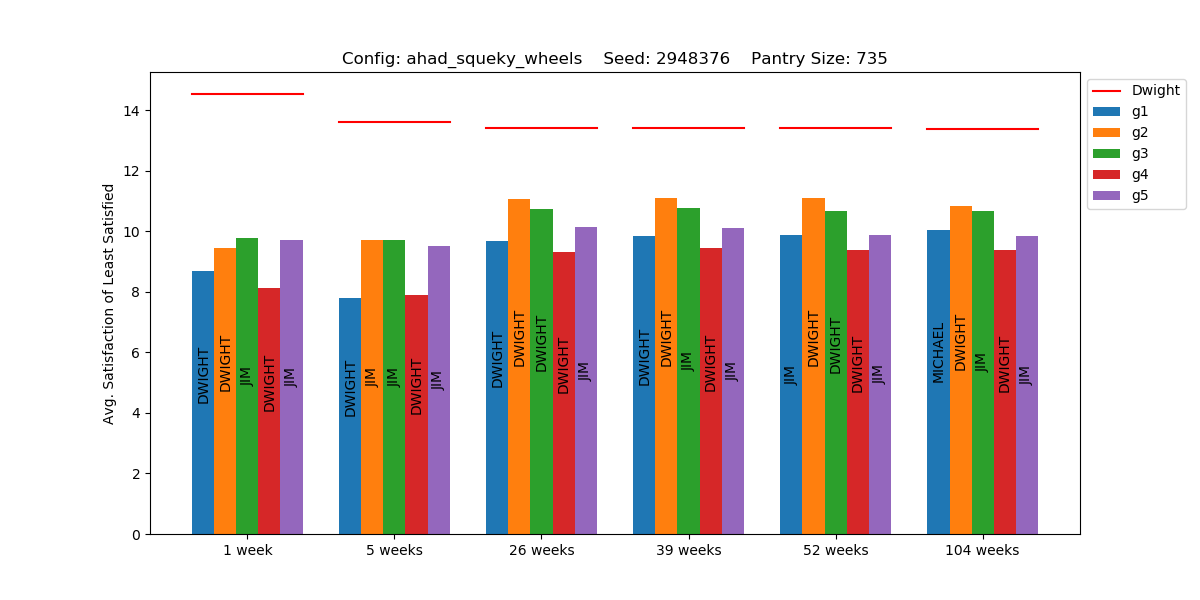 Config: ahad_squeky_wheels    Seed: 2948376    Pantry Size: 735
Avg. Satisfaction of Least Satisfied
14
12
10
8
6
4
2
0
DWIGHT
DWIGHT
JIM
DWIGHT
JIM
DWIGHT
JIM
JIM
DWIGHT
JIM
DWIGHT
DWIGHT
DWIGHT
DWIGHT
JIM
DWIGHT
DWIGHT
JIM
DWIGHT
JIM
JIM
DWIGHT
DWIGHT
DWIGHT
JIM
MICHAEL
DWIGHT
JIM
DWIGHT
JIM
1 week
5 weeks
26 weeks
39 weeks
52 weeks
104 weeks
Dwight
g1
g2
g3
g4
g5